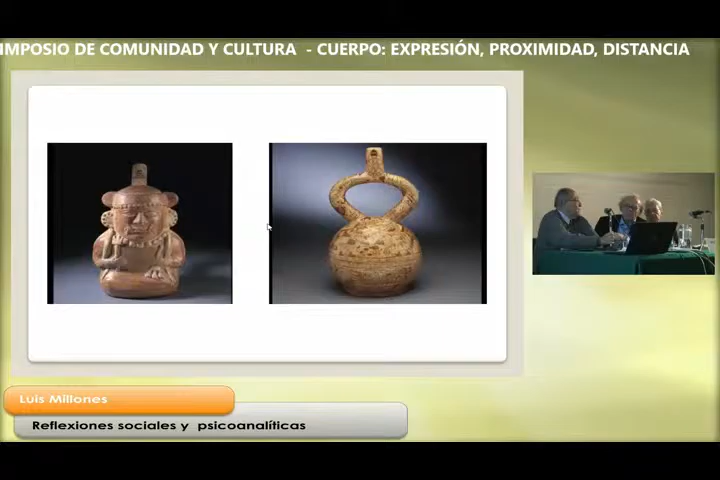 IMPOSIO DE COMUNIDAD Y CULTURA - CUERPO: EXPRESIÓN, PROXIMIDAD, DISTANCIA
Luis Millones
Reflexiones sociales y psicoanalíticas